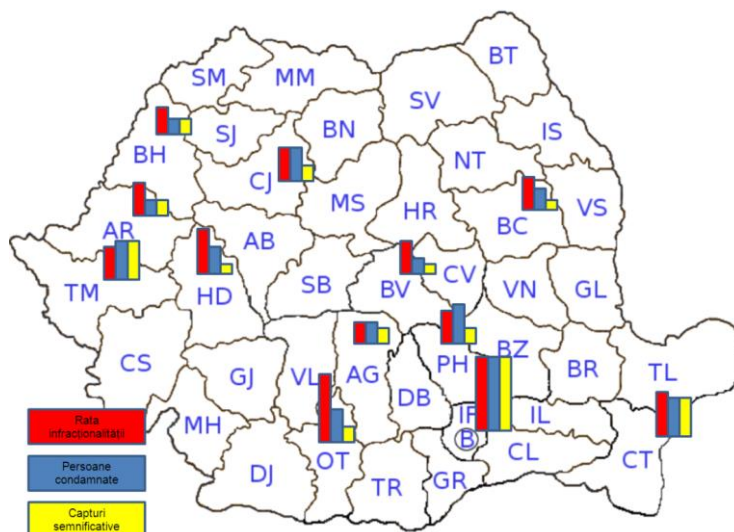 BT
SM
MM
SV
IS
BN
SJ
BH
NT
CJ
MS
HR
VS
BC
AR
AB
TM
HD
SB
BV
CV
VN
GL
CS
GJ
VL
AG
PH
BZ
BR
TL
DB
IF
IL
MH
B
CL
CT
OT
DJ
TR
GR
Rata
infracționalității
Persoane
condamnate
Capturi
semnificative